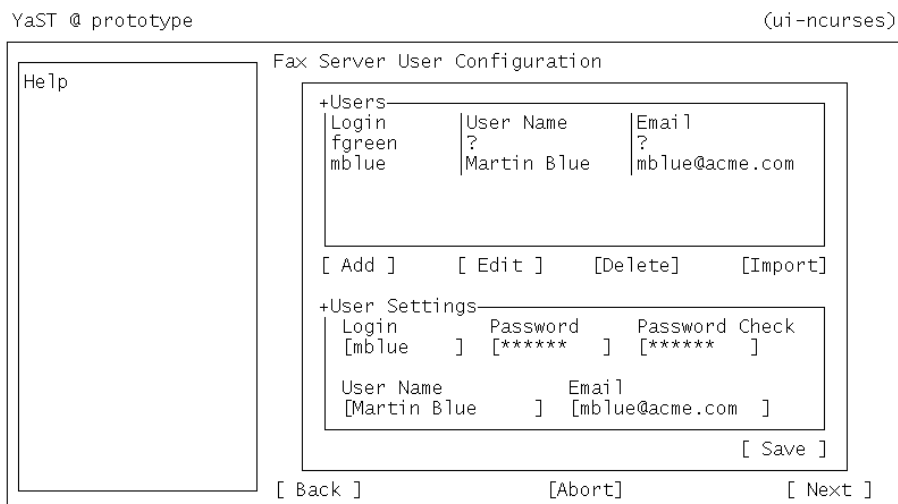 YaST @ prototype (ui-ncurses)
Fax Server User Configuration
Help
+Users
Login User Name Email
fgreen ? ?
mblue Martin Blue mblue@acme.com
[ Add ] [ Edit ] [Delete] [Import]
+User Settings
Login Password Password Check
[mblue ] [****** ] [****** ]
User Name Email
[Martin Blue ] [mblue@acme.com ]
[ Save ]
[ Back ] [Abort] [ Next ]